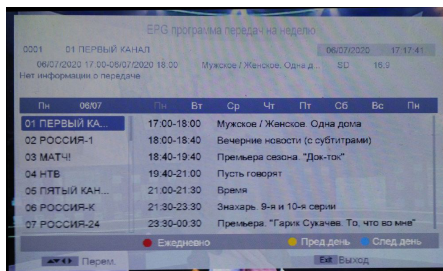 ERG программа передач на неделю
0001 01 ПЕРВЫЙ КАНАЛ 06/07/2020 17:17:41
06/07/2020 17:00-06/07/2020 18:00 Мужское / Женское. Одна д... SD 16:9
Нет информации о передаче
Пн 06/07 Пн Вт Ср Чт Пт Сб Вс Пн
01 ПЕРВЫЙ КА... 17:00-18:00 Мужское / Женское. Одна дома
02 РОССИЯ-1 18:00-18:40 Вечерние новости (с субтитрами)
03 МАТЧ! 18:40-19:40 Премьера сезона. "Док-ток"
04 НТВ 19:40-21:00 Пусть говорят
05 ПЯТЫЙ КАН... 21:00-21:30 Время
06 РОССИЯ-К 21:30-23:30 Знахарь. 9-я и 10-я серии
07 РОССИЯ-24 23:30-00:30 Премьера. "Гарик Сукачев. То, что во мне"
Ежедневно Пред.день След.день
Перем. Exit Выход